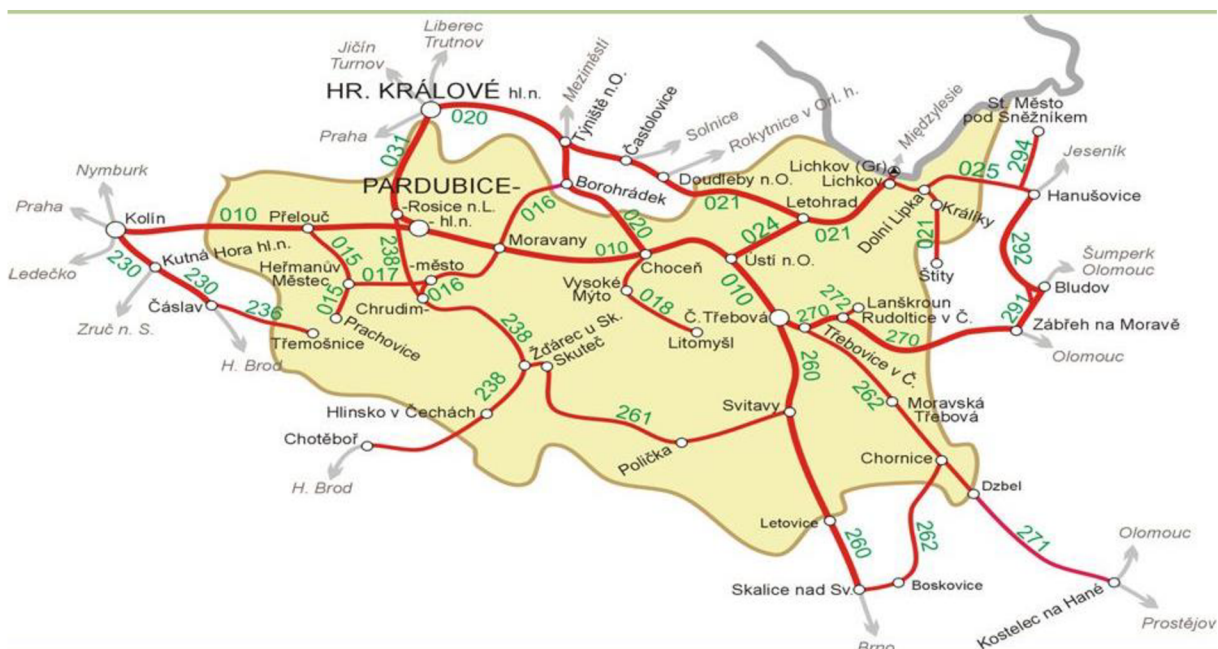 Liberec
Trutnov
Jičín
Turnov
HR. KRÁLOVÉ hl.n.
020
Praha
Meziměstí
Týniště n.O.
Častolovice
Solnice
Rokytnice v Orl. h.
Doudleby n.O.
Międzylesie
Lichkov (Gr)
Lichkov
St. Město
pod Sněžníkem
294
Jeseník
025
Hanušovice
Nymburk
Praha
Kolín
Ledečko
010
Přelouč
031
PARDUBICE-
-Rosice n.L.
- hl.n.
Borohrádek
016
020
021
Letohrad
024
021
Dolní Lipka
Králíky
021
Štíty
292
Šumperk
Olomouc
Bludov
291
Zábřeh na Moravě
Olomouc
230
Kutná Hora hl.n.
230
Zruč n. S.
Čáslav
236
Třemošnice
H. Brod
015
Heřmanův
Městec
015
Prachovice
017
238
-město
016
Chrudim-
Moravany
010
Choceň
Ústí n.O.
Vysoké
Mýto
018
Litomyšl
010
Č.Třebová
270
272
Lanškroun
Rudoltice v Č.
270
Třebovice v Č.
238
Žďárec u Sk.
Skuteč
238
Hlinsko v Čechách
Chotěboř
H. Brod
261
Polička
Svitavy
260
262
Moravská
Třebová
Chornice
Dzbel
Letovice
260
262
Skalice nad Sv.
Boskovice
Brno
271
Olomouc
Kostelec na Hané
Prostějov